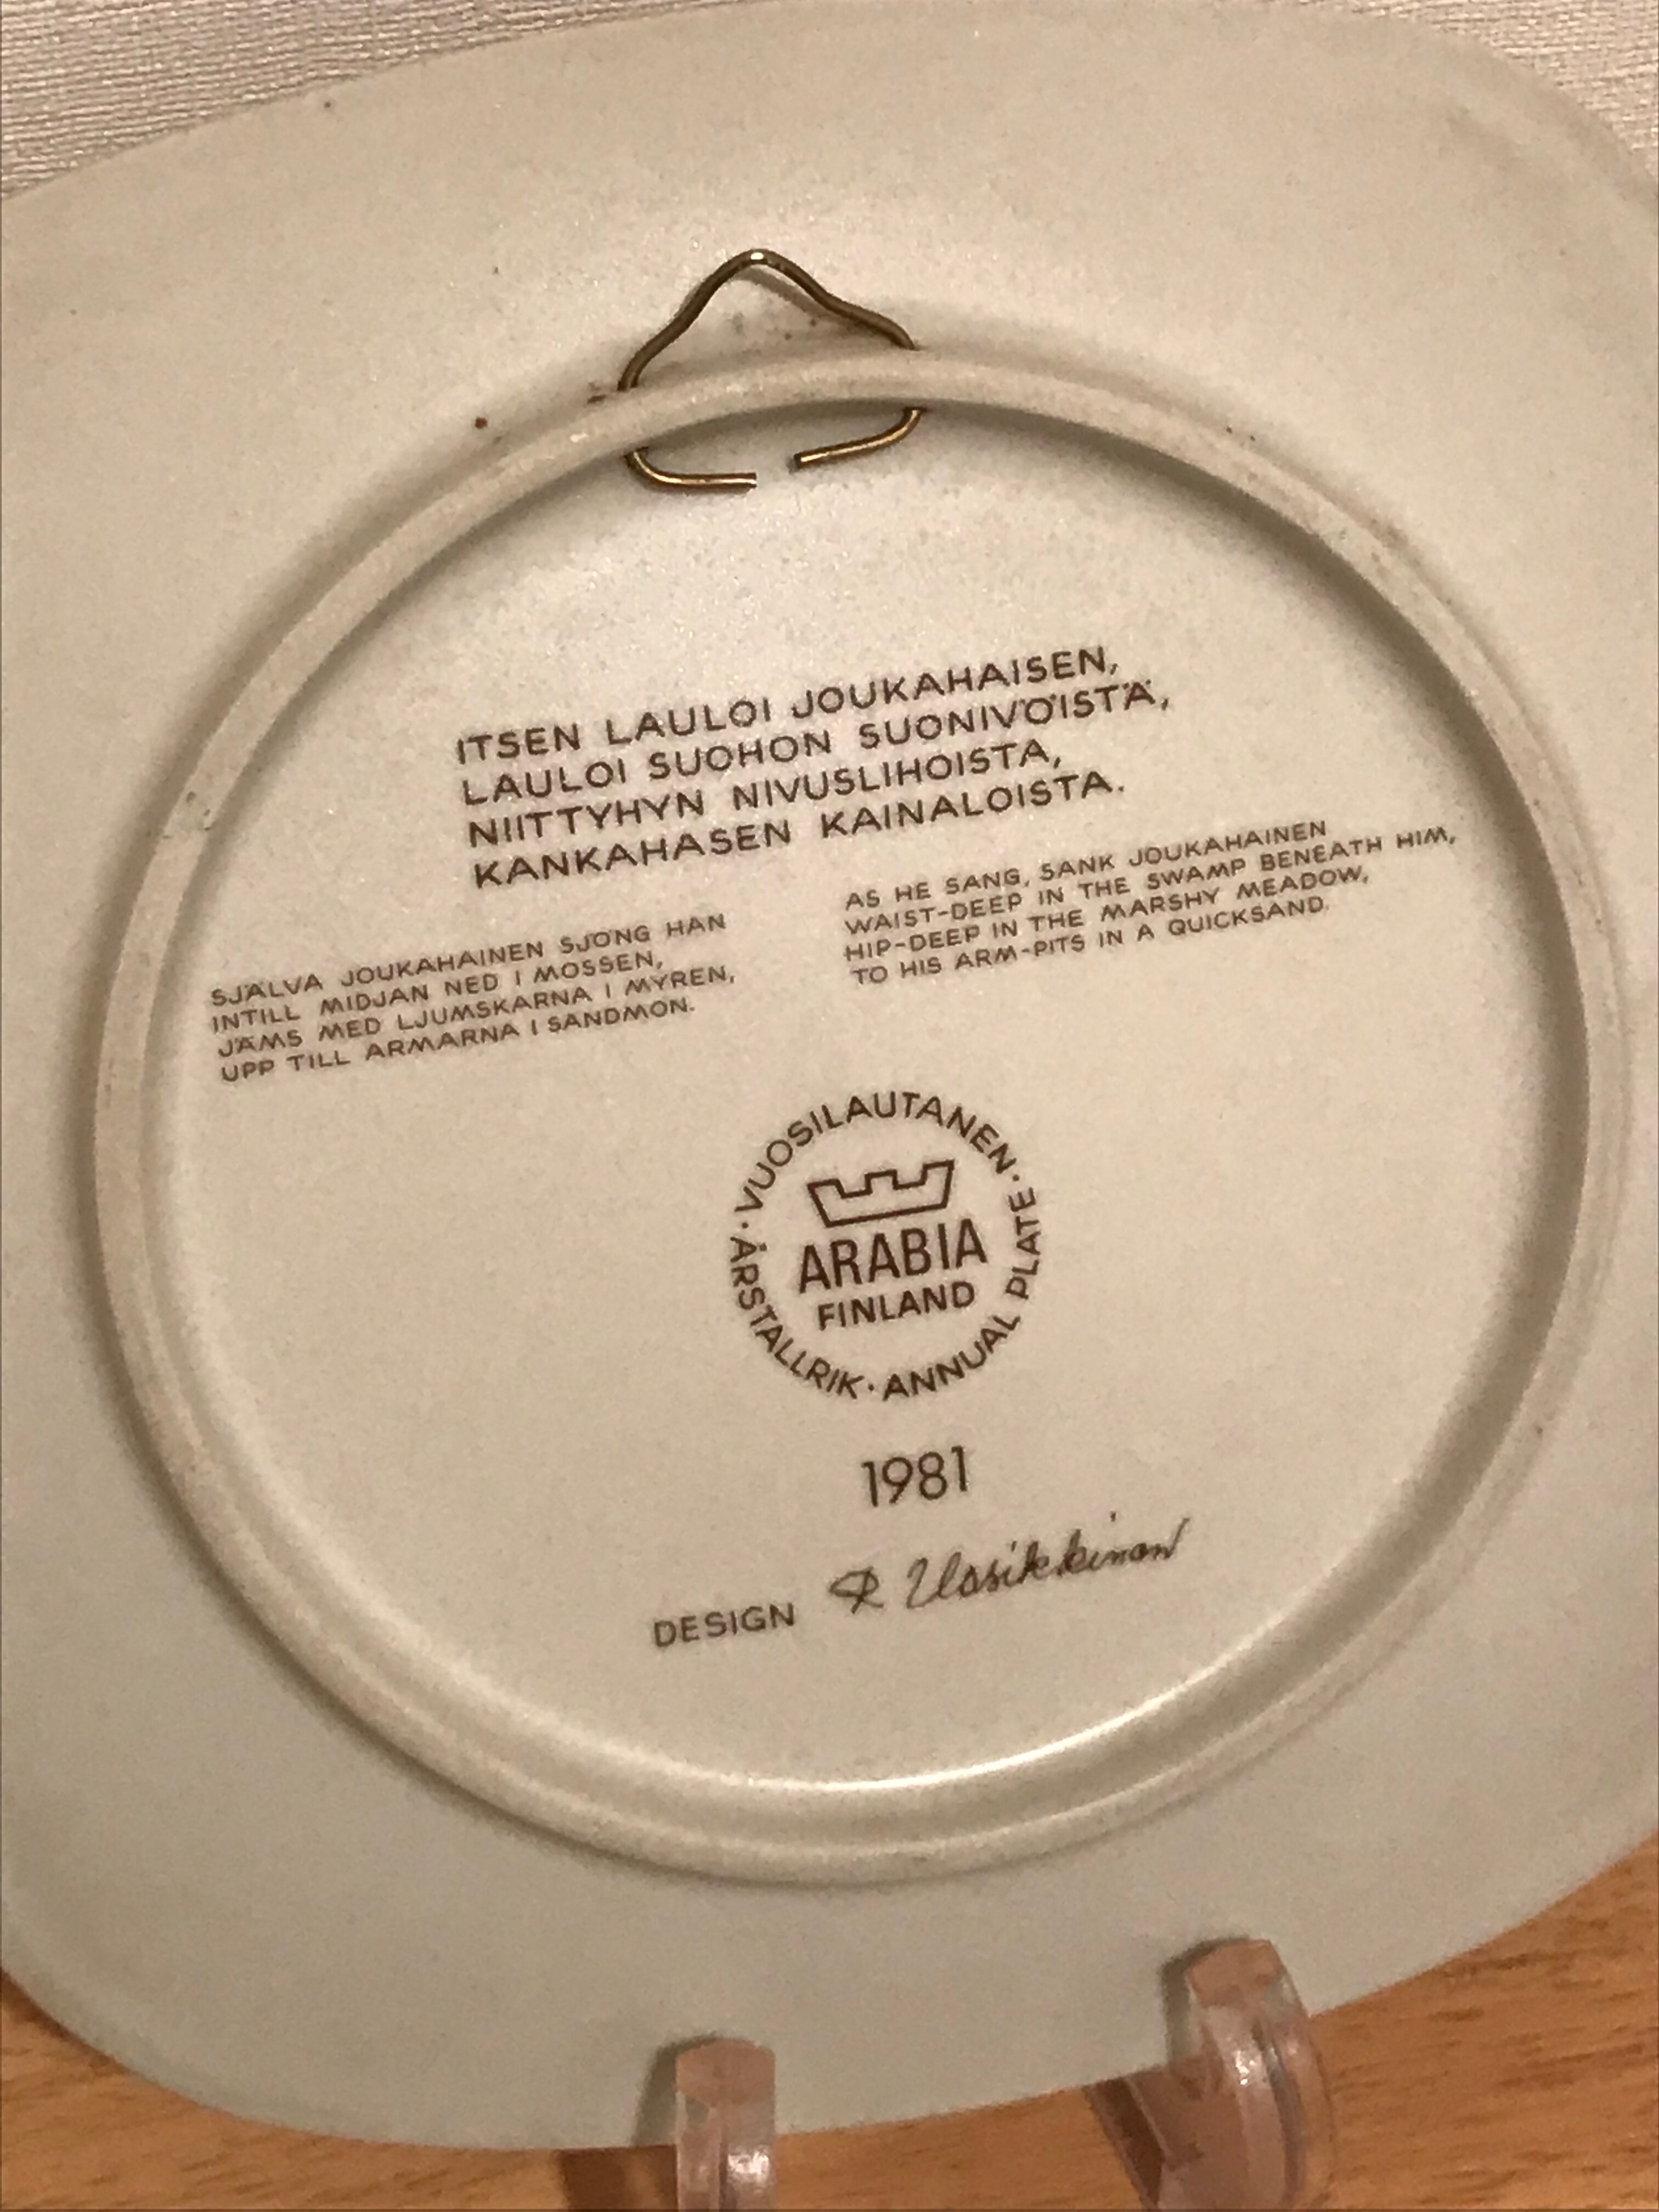 ITSEN LAULOI JOUKAHAISEN,
LAULOI SUOHON SUONIVÖISTÄ,
NIITTYHYN NIVUSLIHOISTA,
KANKAHASEN KAINALOISTA.
SJÄLVA JOUKAHAINEN SJÖNG HAN
INTILL MIDJAN NED I MOSSEN,
JÄMS MED LJUMSKARNA I MYREN,
UPP TILL ARMARNA I SANDMON.
AS HE SANG, SANK JOUKAHAINEN
WAIST-DEEP IN THE SWAMP BENEATH HIM,
HIP-DEEP IN THE MARSHY MEADOW,
TO HIS ARM-PITS IN A QUICKSAND.
VUOSILAUTANEN · ANNUAL PLATE · ÅRSTALLRIK ·
ARABIA
FINLAND
1981
DESIGN R Uosikkinen